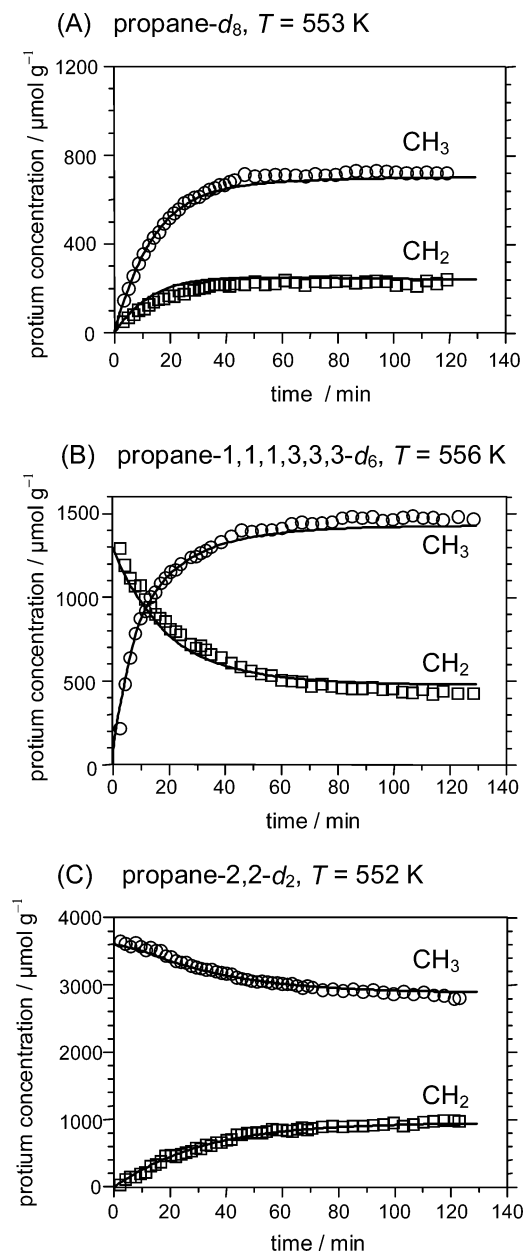 (A) propane-d₈, T = 553 K
1200
800
400
0
protium concentration / μmol g⁻¹
CH₃
CH₂
0 20 40 60 80 100 120 140
time / min
(B) propane-1,1,1,3,3,3-d₆, T = 556 K
1500
1000
500
0
protium concentration / μmol g⁻¹
CH₃
CH₂
0 20 40 60 80 100 120 140
time / min
(C) propane-2,2-d₂, T = 552 K
4000
3000
2000
1000
0
protium concentration / μmol g⁻¹
CH₃
CH₂
0 20 40 60 80 100 120 140
time / min